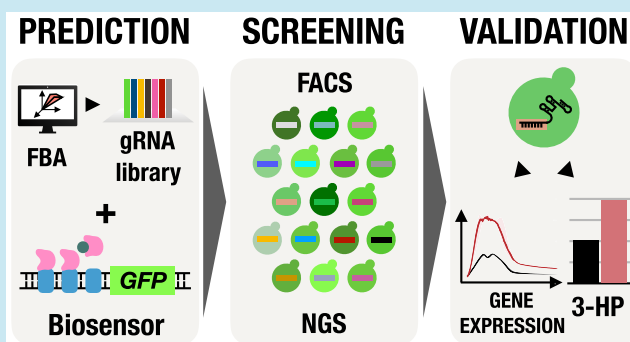 PREDICTION
FBA
gRNA
library
+
GFP
Biosensor
SCREENING
FACS
NGS
VALIDATION
GENE
EXPRESSION
3-HP